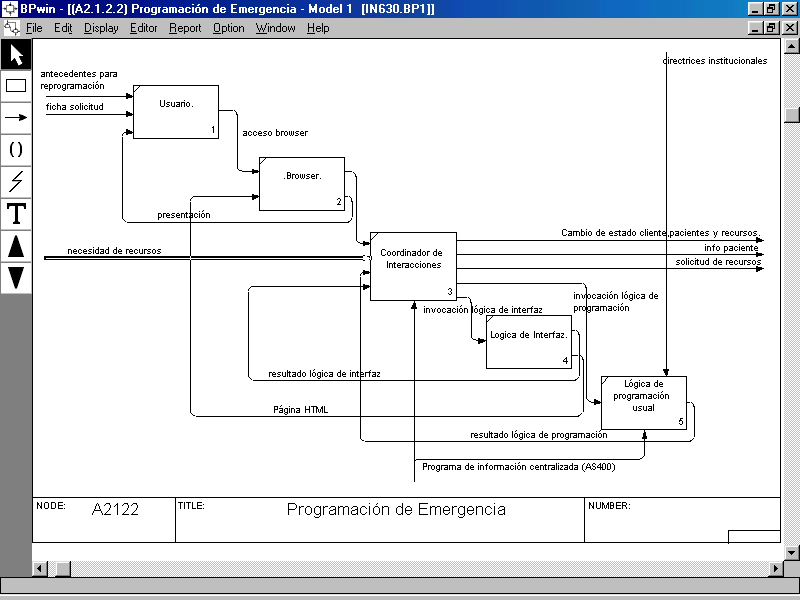 BPwin - [(A2.1.2.2) Programación de Emergencia - Model 1 [IN630.BP1]]
File Edit Display Editor Report Option Window Help
directrices institucionales
antecedentes para
reprogramación
ficha solicitud
Usuario.
1
acceso browser
.Browser.
2
presentación
necesidad de recursos
Coordinador de
Interacciones
3
Cambio de estado cliente,pacientes y recursos.
info paciente
solicitud de recursos
invocación lógica de
programación
invocación lógica de interfaz
Logica de Interfaz.
4
resultado lógica de interfaz
Lógica de
programación
usual
5
Página HTML
resultado lógica de programación
Programa de información centralizada (AS400)
NODE:
A2122
TITLE:
Programación de Emergencia
NUMBER:
()
T